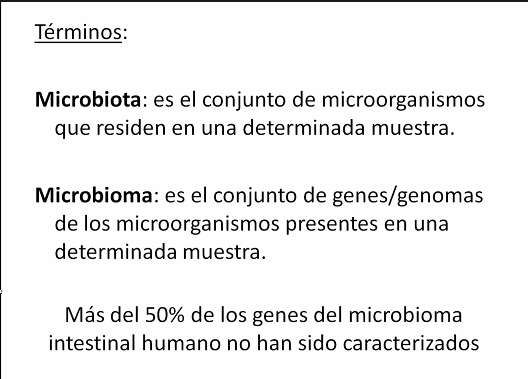 Términos:
Microbiota: es el conjunto de microorganismos
que residen en una determinada muestra.
Microbioma: es el conjunto de genes/genomas
de los microorganismos presentes en una
determinada muestra.
Más del 50% de los genes del microbioma
intestinal humano no han sido caracterizados